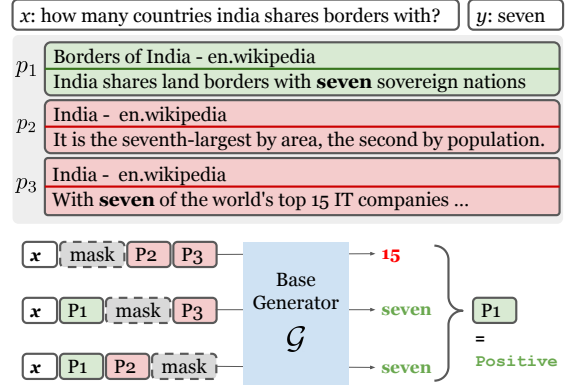 x: how many countries india shares borders with? y: seven
p1
Borders of India - en.wikipedia
India shares land borders with seven sovereign nations
p2
India - en.wikipedia
It is the seventh-largest by area, the second by population.
p3
India - en.wikipedia
With seven of the world's top 15 IT companies ...
x mask P2 P3 15
x P1 mask P3 seven
x P1 P2 mask seven
Base
Generator
G
P1
=
Positive